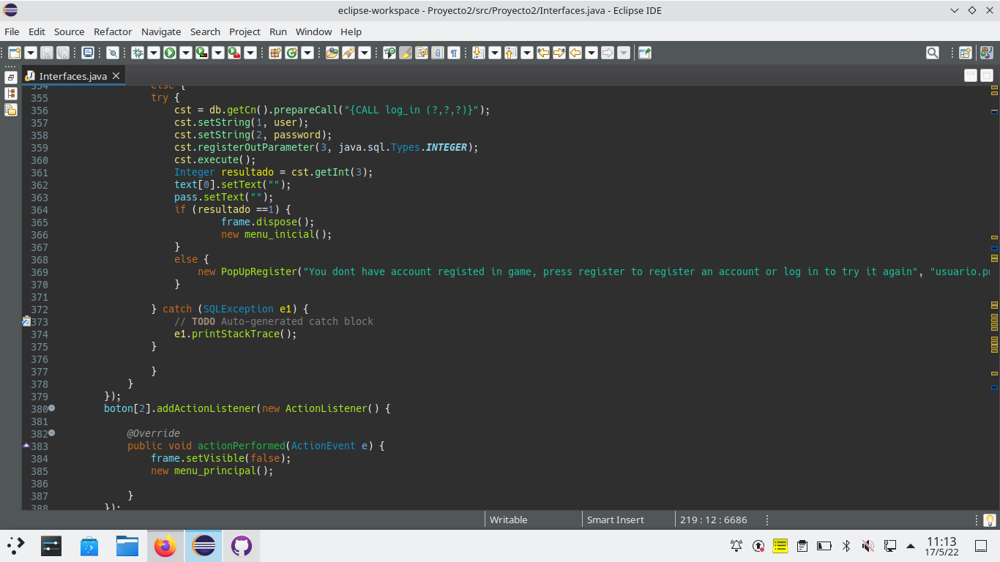 eclipse-workspace - Proyecto2/src/Proyecto2/Interfaces.java - Eclipse IDE
File Edit Source Refactor Navigate Search Project Run Window Help
Interfaces.java
354 else {
355 try {
356 cst = db.getCn().prepareCall("{CALL log_in (?,?,?)}");
357 cst.setString(1, user);
358 cst.setString(2, password);
359 cst.registerOutParameter(3, java.sql.Types.INTEGER);
360 cst.execute();
361 Integer resultado = cst.getInt(3);
362 text[0].setText("");
363 pass.setText("");
364 if (resultado ==1) {
365 frame.dispose();
366 new menu_inicial();
367 }
368 else {
369 new PopUpRegister("You dont have account registed in game, press register to register an account or log in to try it again", "usuario.pn
370 }
371
372 } catch (SQLException e1) {
373 // TODO Auto-generated catch block
374 e1.printStackTrace();
375 }
376
377 }
378 }
379 });
380 boton[2].addActionListener(new ActionListener() {
381
382 @Override
383 public void actionPerformed(ActionEvent e) {
384 frame.setVisible(false);
385 new menu_principal();
386
387 }
388 });
Writable Smart Insert 219 : 12 : 6686
11:13
17/5/22